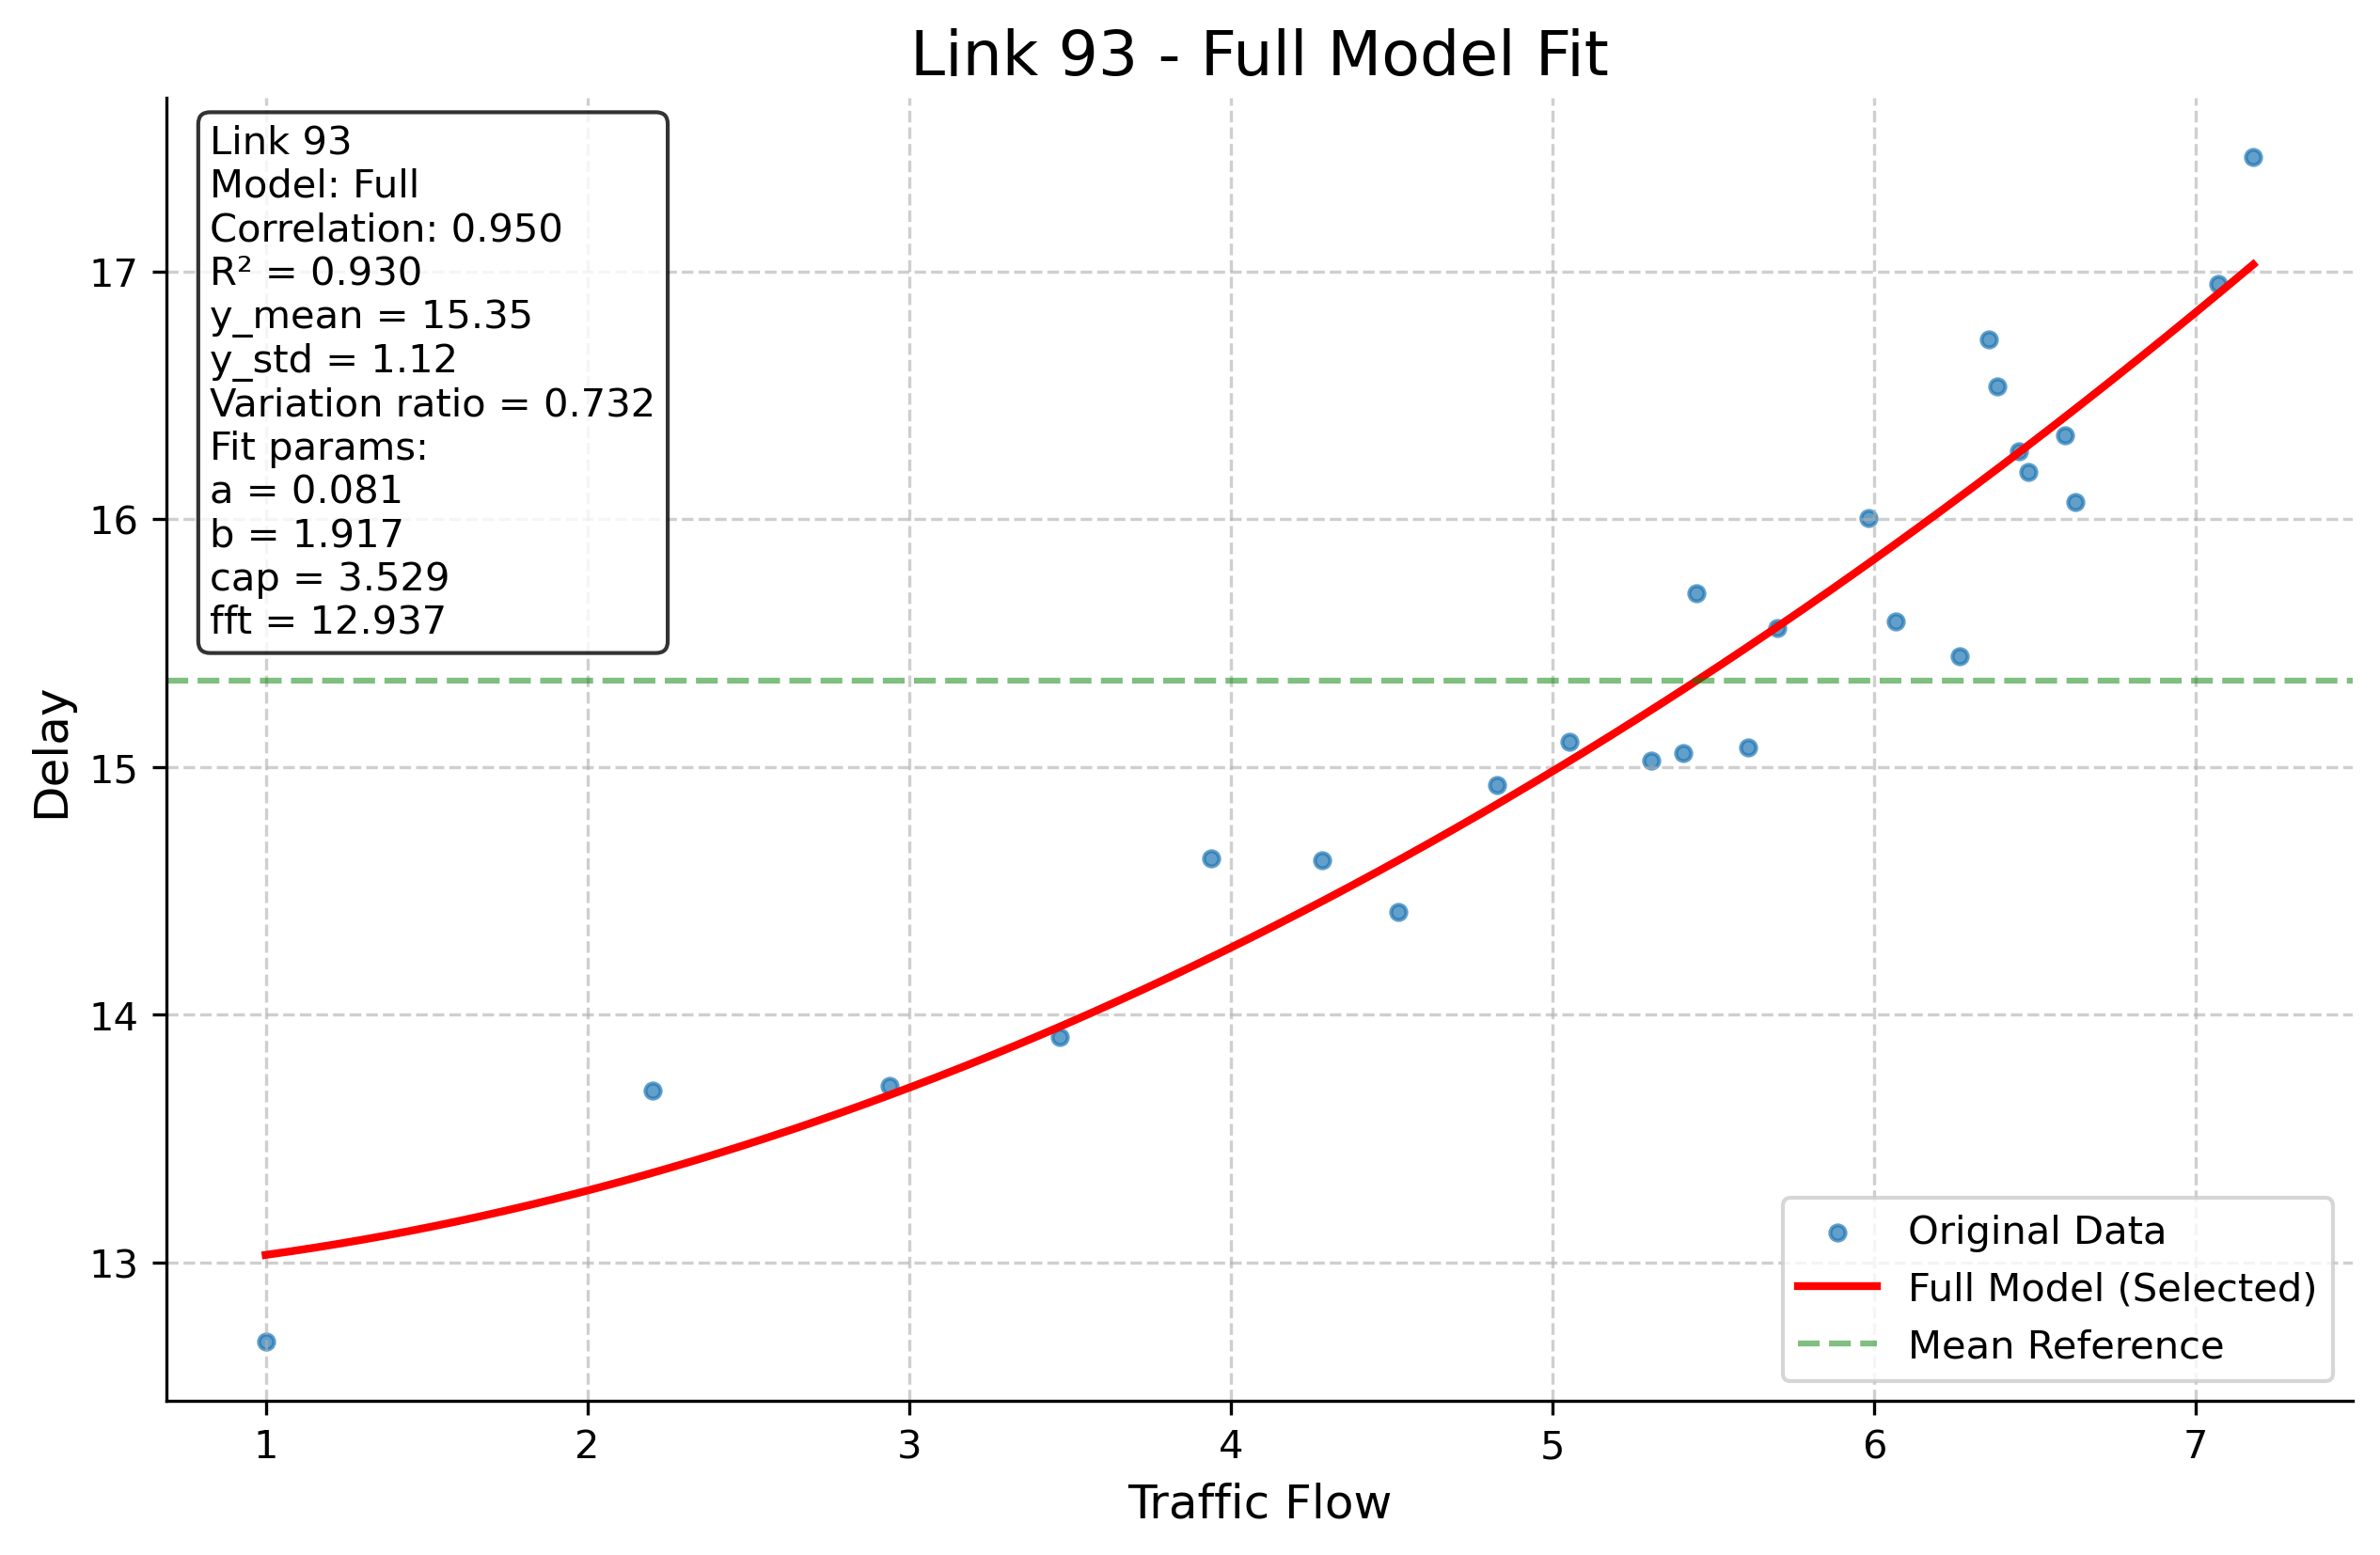 Link 93 - Full Model Fit
Link 93
Model: Full
Correlation: 0.950
R² = 0.930
y_mean = 15.35
y_std = 1.12
Variation ratio = 0.732
Fit params:
a = 0.081
b = 1.917
cap = 3.529
fft = 12.937
17
16
15
14
13
Delay
Original Data
Full Model (Selected)
Mean Reference
1 2 3 4 5 6 7
Traffic Flow